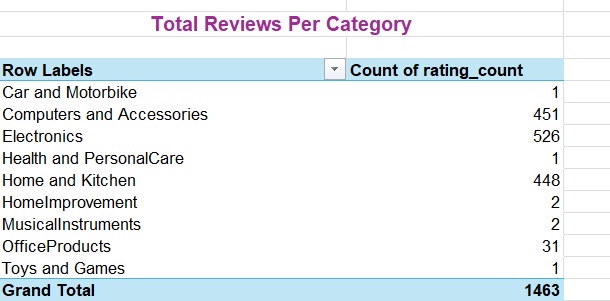 Total Reviews Per Category
Row Labels Count of rating_count
Car and Motorbike 1
Computers and Accessories 451
Electronics 526
Health and PersonalCare 1
Home and Kitchen 448
HomeImprovement 2
MusicalInstruments 2
OfficeProducts 31
Toys and Games 1
Grand Total 1463